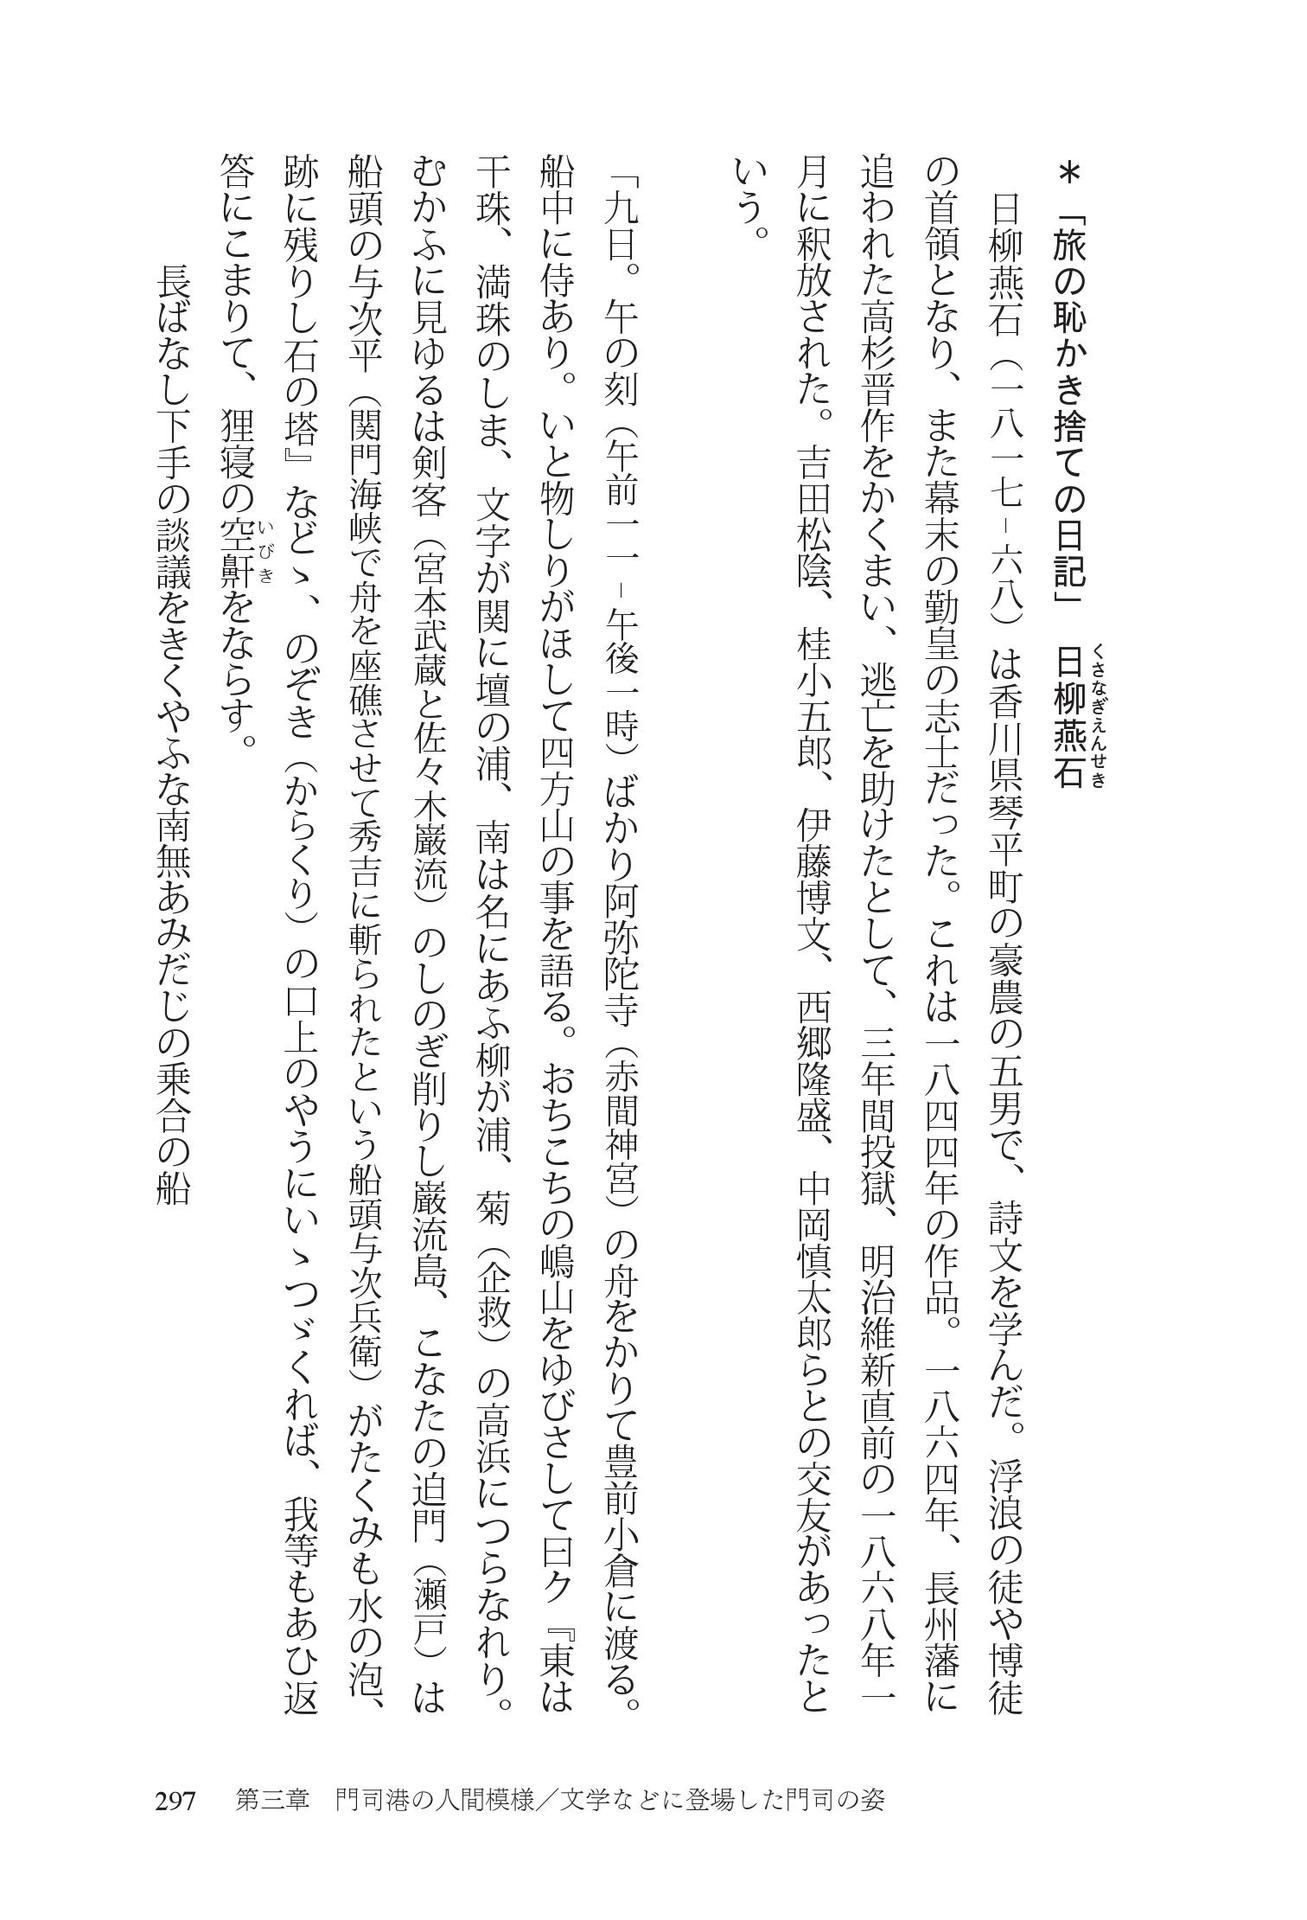 ＊「旅の恥かき捨ての日記」　日柳燕石
くさなぎえんせき
　日柳燕石（一八一七－六八）は香川県琴平町の豪農の五男で、詩文を学んだ。浮浪の徒や博徒
の首領となり、また幕末の勤皇の志士だった。これは一八四四年の作品。一八六四年、長州藩に
追われた高杉晋作をかくまい、逃亡を助けたとして、三年間投獄、明治維新直前の一八六八年一
月に釈放された。吉田松陰、桂小五郎、伊藤博文、西郷隆盛、中岡慎太郎らとの交友があったと
いう。
「九日。午の刻（午前一一－午後一時）ばかり阿弥陀寺（赤間神宮）の舟をかりて豊前小倉に渡る。
船中に侍あり。いと物しりがほして四方山の事を語る。おちこちの嶋山をゆびさして曰ク『東は
干珠、満珠のしま、文字が関に壇の浦、南は名にあふ柳が浦、菊（企救）の高浜につらなれり。
むかふに見ゆるは剣客（宮本武蔵と佐々木巌流）のしのぎ削りし巌流島、こなたの迫門（瀬戸）は
船頭の与次平（関門海峡で舟を座礁させて秀吉に斬られたという船頭与次兵衛）がたくみも水の泡、
跡に残りし石の塔』などゝ、のぞき（からくり）の口上のやうにいゝつゞくれば、我等もあひ返
答にこまりて、狸寝の空鼾をならす。
いびき
　　　長ばなし下手の談議をきくやふな南無あみだじの乗合の船
297　第三章　門司港の人間模様／文学などに登場した門司の姿